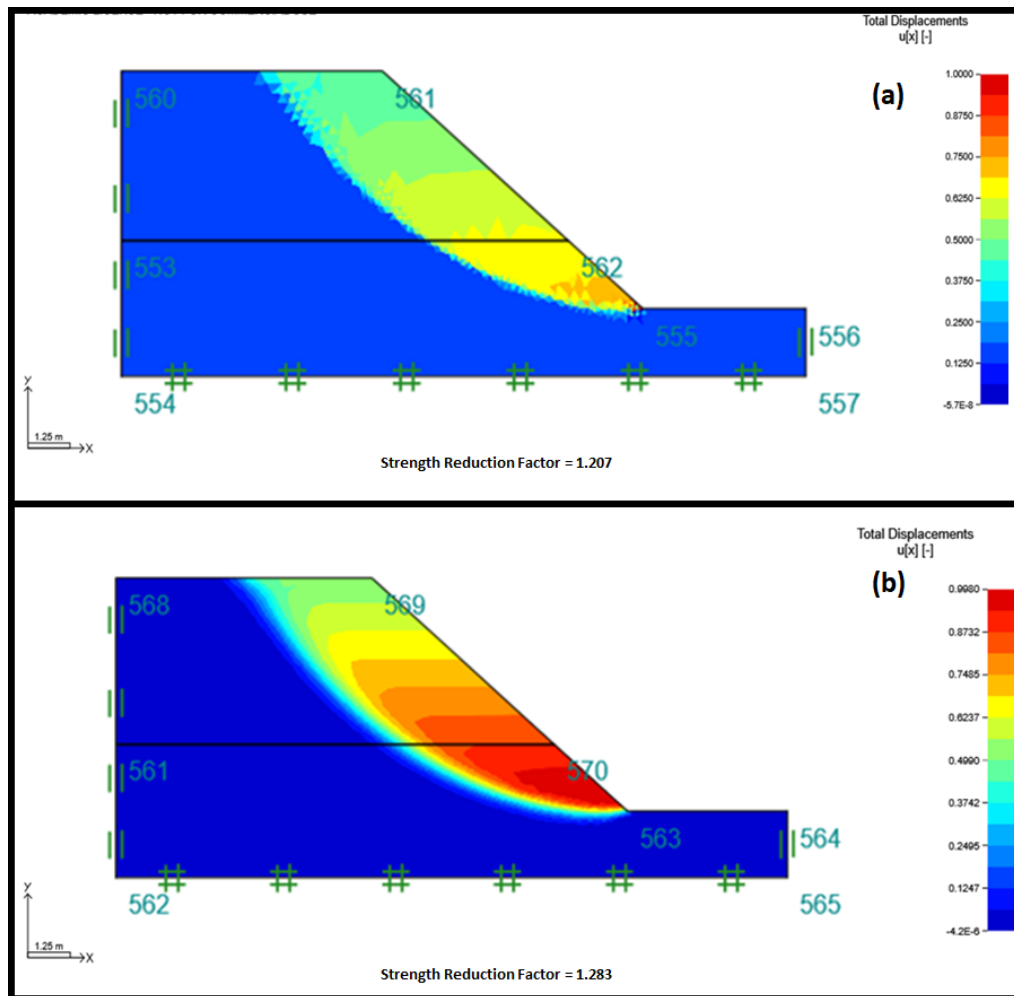 Total Displacements
u[x] [-]
(a)
1.0000
0.8750
0.7500
0.6250
0.5000
0.3750
0.2500
0.1250
-5.7E-8
560
561
553
562
555
556
554
557
Y
1.25 m
X
Strength Reduction Factor = 1.207
Total Displacements
u[x] [-]
(b)
0.9980
0.8732
0.7485
0.6237
0.4990
0.3742
0.2495
0.1247
-4.2E-6
568
569
561
570
563
564
562
565
Y
1.25 m
X
Strength Reduction Factor = 1.283